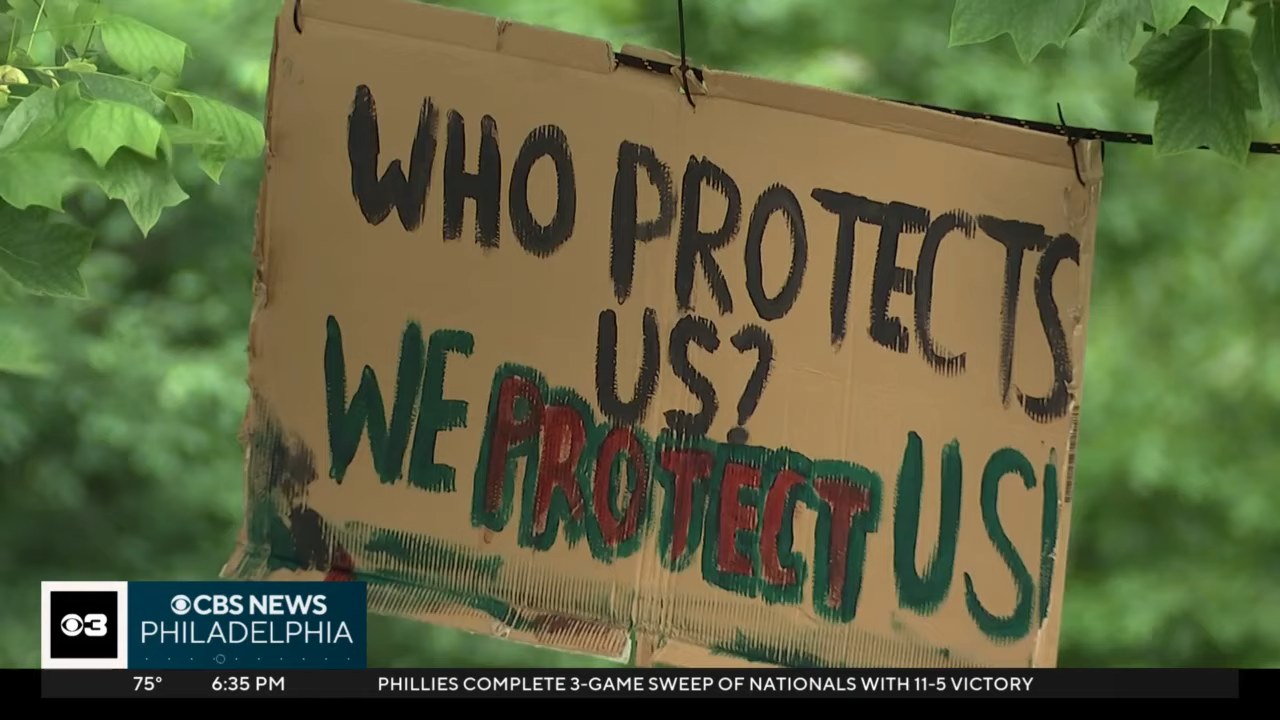 WHO PROTECTS
US?
WE PROTECT US!
3
CBS NEWS
PHILADELPHIA
75° 6:35 PM PHILLIES COMPLETE 3-GAME SWEEP OF NATIONALS WITH 11-5 VICTORY